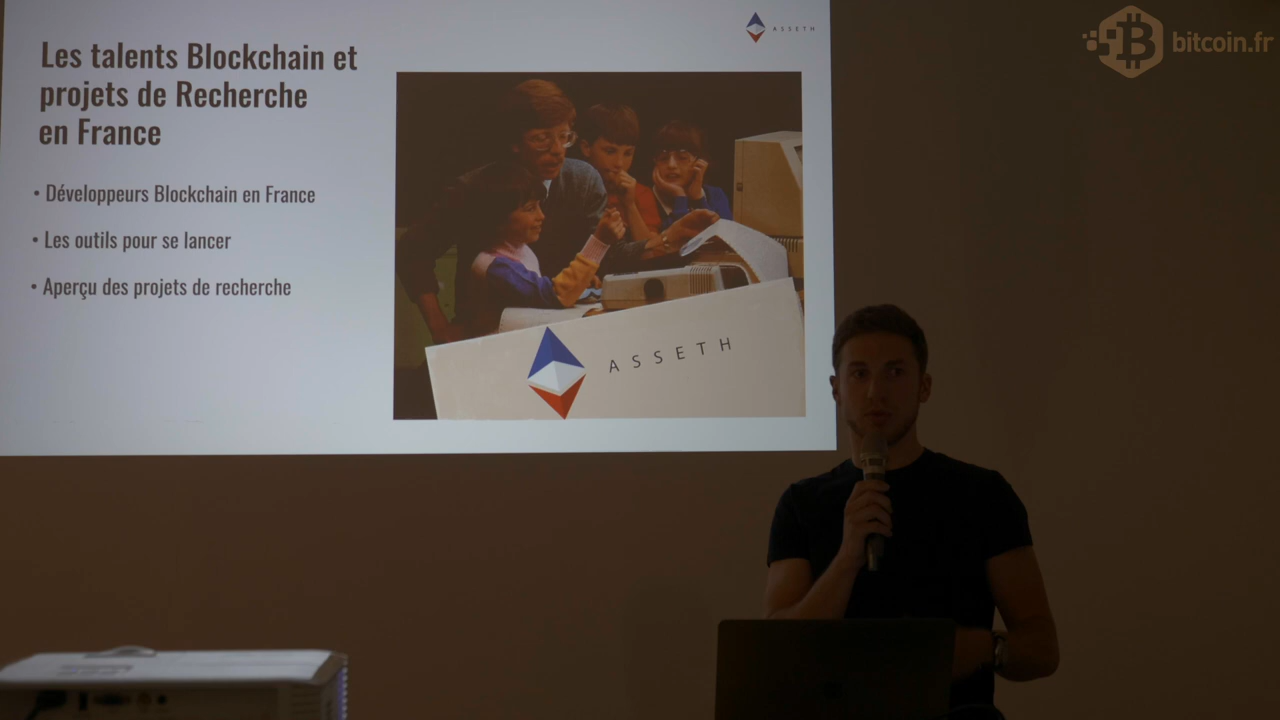 ASSETH
bitcoin.fr
Les talents Blockchain et
projets de Recherche
en France
• Développeurs Blockchain en France
• Les outils pour se lancer
• Aperçu des projets de recherche
ASSETH